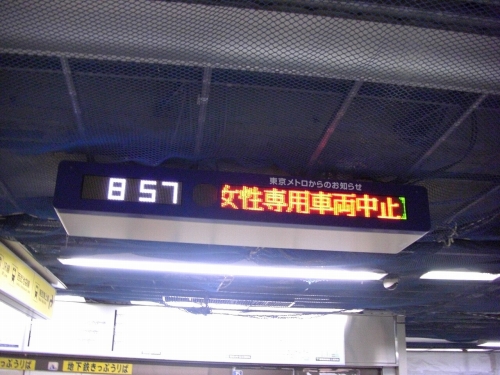 東京メトロからのお知らせ
8 57
女性専用車両中止】
地下鉄きっぷうりば